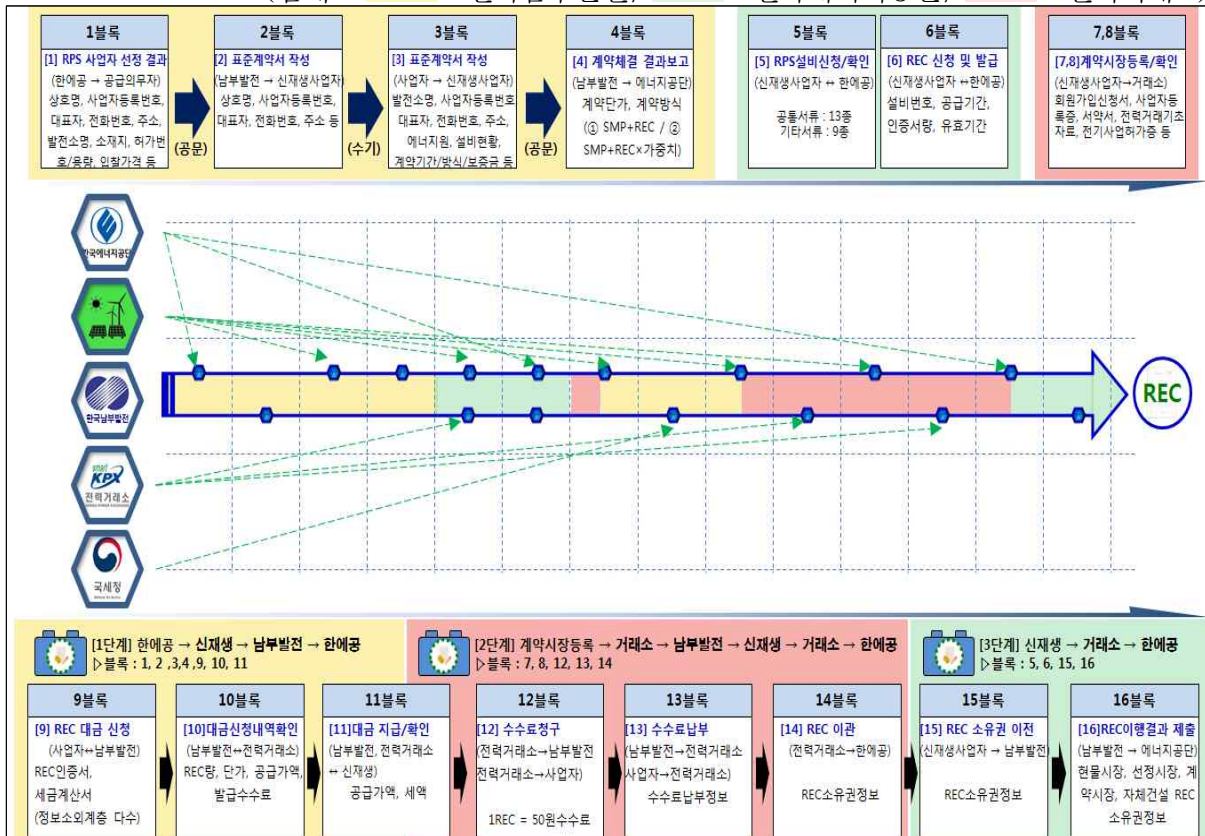 1블록
[1] RPS 사업자 선정 결과
(한에공 → 공급의무자)
상호명, 사업자등록번호,
대표자, 전화번호, 주소,
발전소명, 소재지, 허가번
호/용량, 입찰가격 등
(공문)
2블록
[2] 표준계약서 작성
(남부발전 → 신재생사업자)
상호명, 사업자등록번호,
대표자, 전화번호, 주소 등
(수기)
3블록
[3] 표준계약서 작성
(사업자 → 신재생사업자)
발전소명, 사업자등록번호
대표자, 전화번호, 주소,
에너지원, 설비현황,
계약기간/방식/보증금 등
(공문)
4블록
[4] 계약체결 결과보고
(남부발전 → 에너지공단)
계약단가, 계약방식
(① SMP+REC / ②
SMP+REC×가중치)
5블록
[5] RPS설비신청/확인
(신재생사업자 ↔ 한에공)
공통서류 : 13종
기타서류 : 9종
6블록
[6] REC 신청 및 발급
(신재생사업자 ↔한에공)
설비번호, 공급기간,
인증서량, 유효기간
7,8블록
[7,8]계약시장등록/확인
(신재생사업자→거래소)
회원가입신청서, 사업자등
록증, 서약서, 전력거래기초
자료, 전기사업허가증 등
한국에너지공단
한국남부발전
REC
smart
KPX
전력거래소
국세청
[1단계] 한에공 → 신재생 → 남부발전 → 한에공
▷블록 : 1, 2 ,3,4 ,9, 10, 11
[2단계] 계약시장등록 → 거래소 → 남부발전 → 신재생 → 거래소 → 한에공
▷블록 : 7, 8, 12, 13, 14
[3단계] 신재생 → 거래소 → 한에공
▷블록 : 5, 6, 15, 16
9블록
[9] REC 대금 신청
(사업자↔남부발전)
REC인증서,
세금계산서
(정보소외계층 다수)
10블록
[10]대금신청내역확인
(남부발전↔전력거래소)
REC량, 단가, 공급가액,
발급수수료
11블록
[11]대금 지급/확인
(남부발전, 전력거래소
↔ 신재생)
공급가액, 세액
12블록
[12] 수수료청구
(전력거래소→남부발전
전력거래소→사업자)
1REC = 50원수수료
13블록
[13] 수수료납부
(남부발전→전력거래소
사업자→전력거래소)
수수료납부정보
14블록
[14] REC 이관
(전력거래소→한에공)
REC소유권정보
15블록
[15] REC 소유권 이전
(신재생사업자 → 남부발전)
REC소유권정보
16블록
[16]REC이행결과 제출
(남부발전 → 에너지공단)
현물시장, 선정시장, 계
약시장, 자체건설 REC
소유권정보